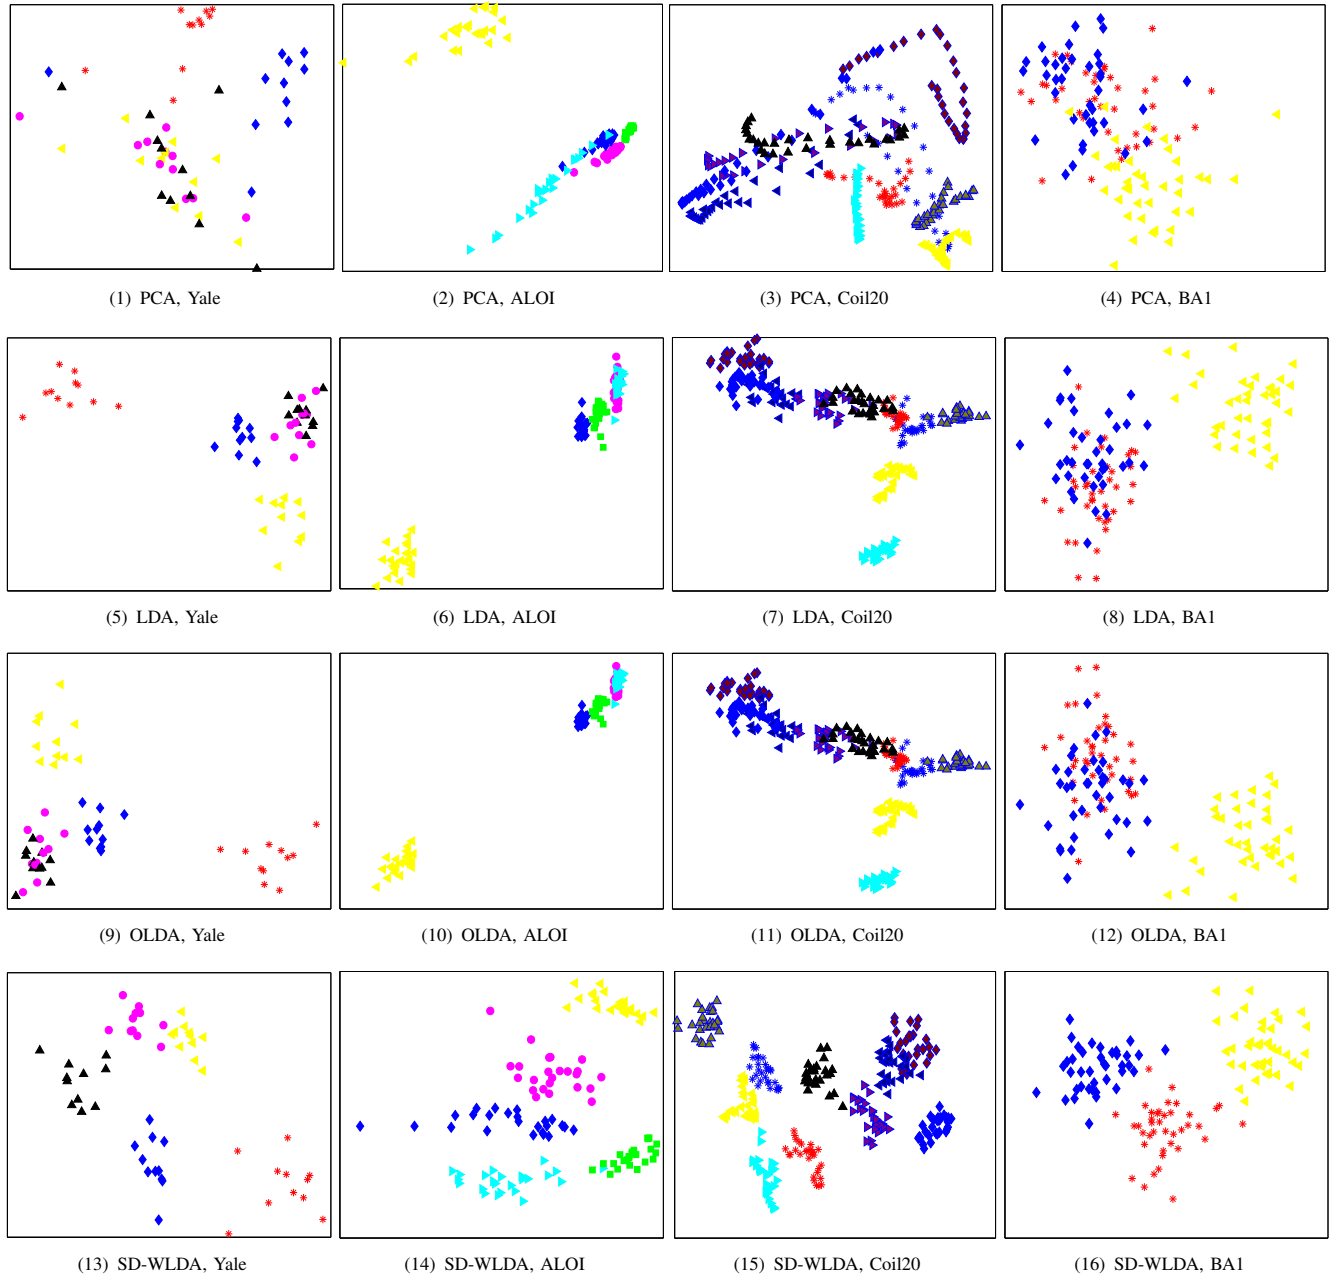 (1) PCA, Yale
(2) PCA, ALOI
(3) PCA, Coil20
(4) PCA, BA1
(5) LDA, Yale
(6) LDA, ALOI
(7) LDA, Coil20
(8) LDA, BA1
(9) OLDA, Yale
(10) OLDA, ALOI
(11) OLDA, Coil20
(12) OLDA, BA1
(13) SD-WLDA, Yale
(14) SD-WLDA, ALOI
(15) SD-WLDA, Coil20
(16) SD-WLDA, BA1